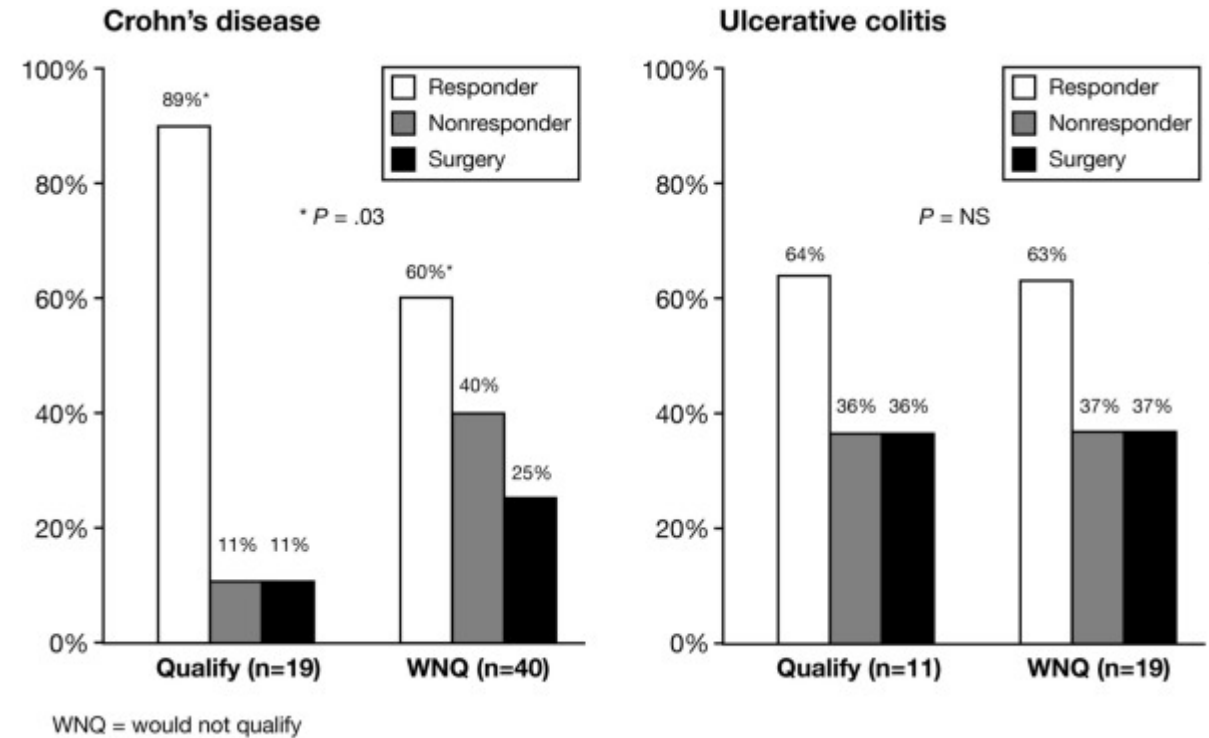 Crohn's disease
100%
80%
60%
40%
20%
0%
Responder
Nonresponder
Surgery
89%*
* P = .03
60%*
40%
25%
11% 11%
Qualify (n=19) WNQ (n=40)
Ulcerative colitis
100%
80%
60%
40%
20%
0%
Responder
Nonresponder
Surgery
P = NS
64% 63%
36% 36% 37% 37%
Qualify (n=11) WNQ (n=19)
WNQ = would not qualify